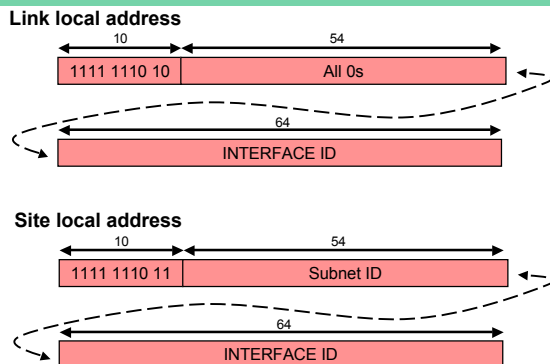 Link local address
10 54
1111 1110 10 All 0s
64
INTERFACE ID
Site local address
10 54
1111 1110 11 Subnet ID
64
INTERFACE ID